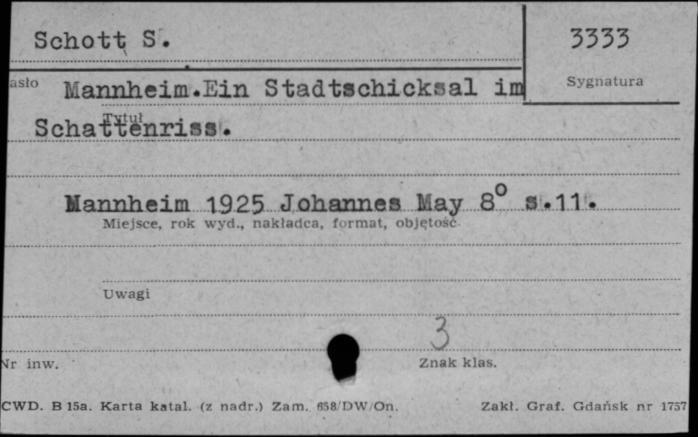 Schott S.
3333
Sygnatura
asło
Mannheim.Ein Stadtschicksal im
Tytuł
Schattenriss.
Mannheim 1925 Johannes May 8° s.11.
Miejsce, rok wyd., nakładca, format, objętość
Uwagi
3
Nr inw.
Znak klas.
CWD. B 15a. Karta katal. (z nadr.) Zam. 658/DW/On.
Zakł. Graf. Gdańsk nr 1757